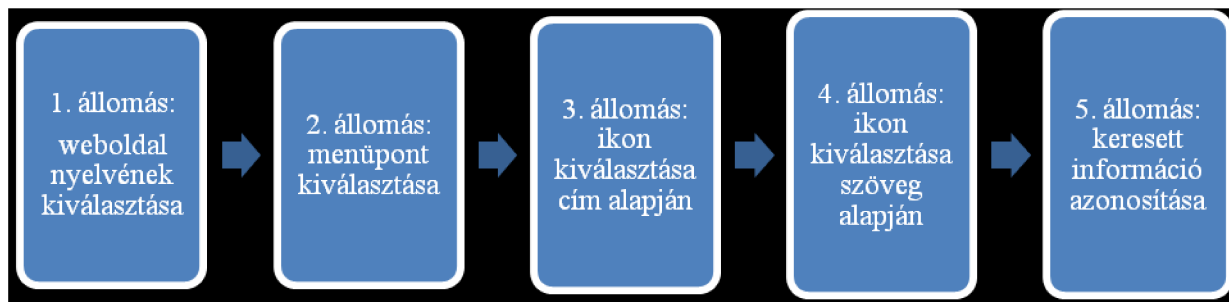 1. állomás:
weboldal
nyelvének
kiválasztása
2. állomás:
menüpont
kiválasztása
3. állomás:
ikon
kiválasztása
cím alapján
4. állomás:
ikon
kiválasztása
szöveg
alapján
5. állomás:
keresett
információ
azonosítása